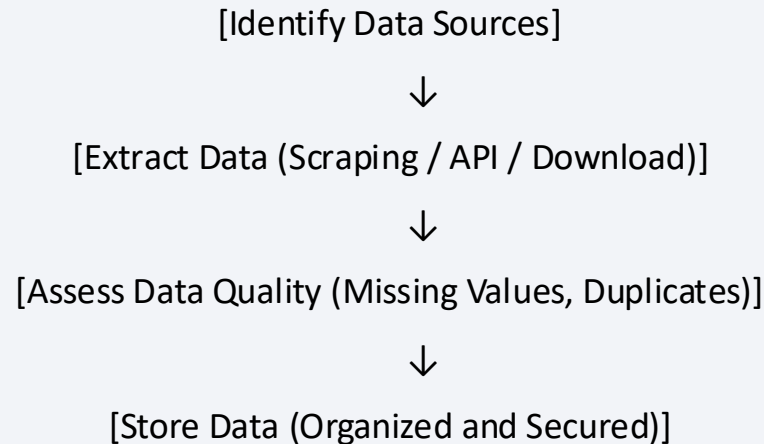 [Identify Data Sources]
↓
[Extract Data (Scraping / API / Download)]
↓
[Assess Data Quality (Missing Values, Duplicates)]
↓
[Store Data (Organized and Secured)]